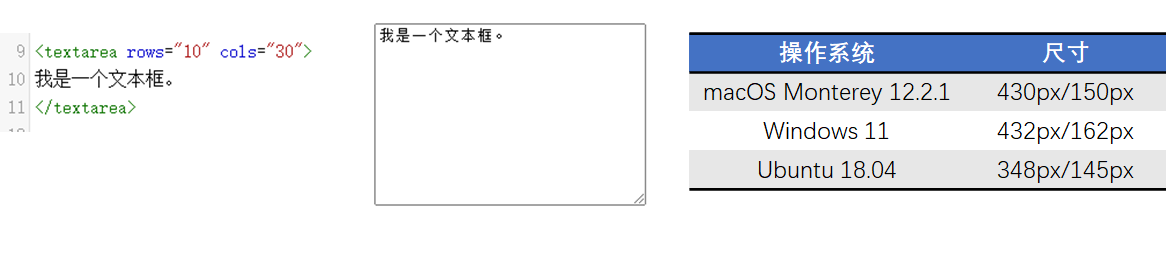 9 <textarea rows="10" cols="30">
10 我是一个文本框。
11 </textarea>
我是一个文本框。
操作系统 尺寸
macOS Monterey 12.2.1 430px/150px
Windows 11 432px/162px
Ubuntu 18.04 348px/145px